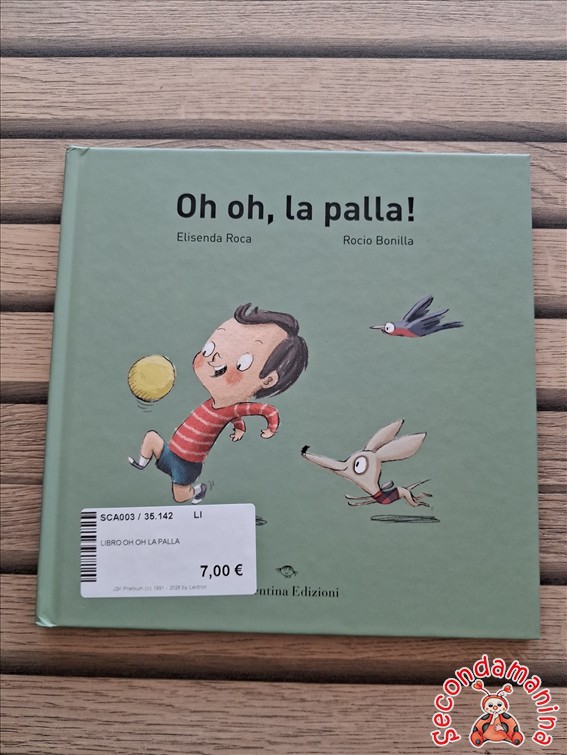 Oh oh, la palla!
Elisenda Roca Rocio Bonilla
SCA003 / 35.142 LI
LIBRO OH OH LA PALLA
7,00 €
entina Edizioni
secondamanina